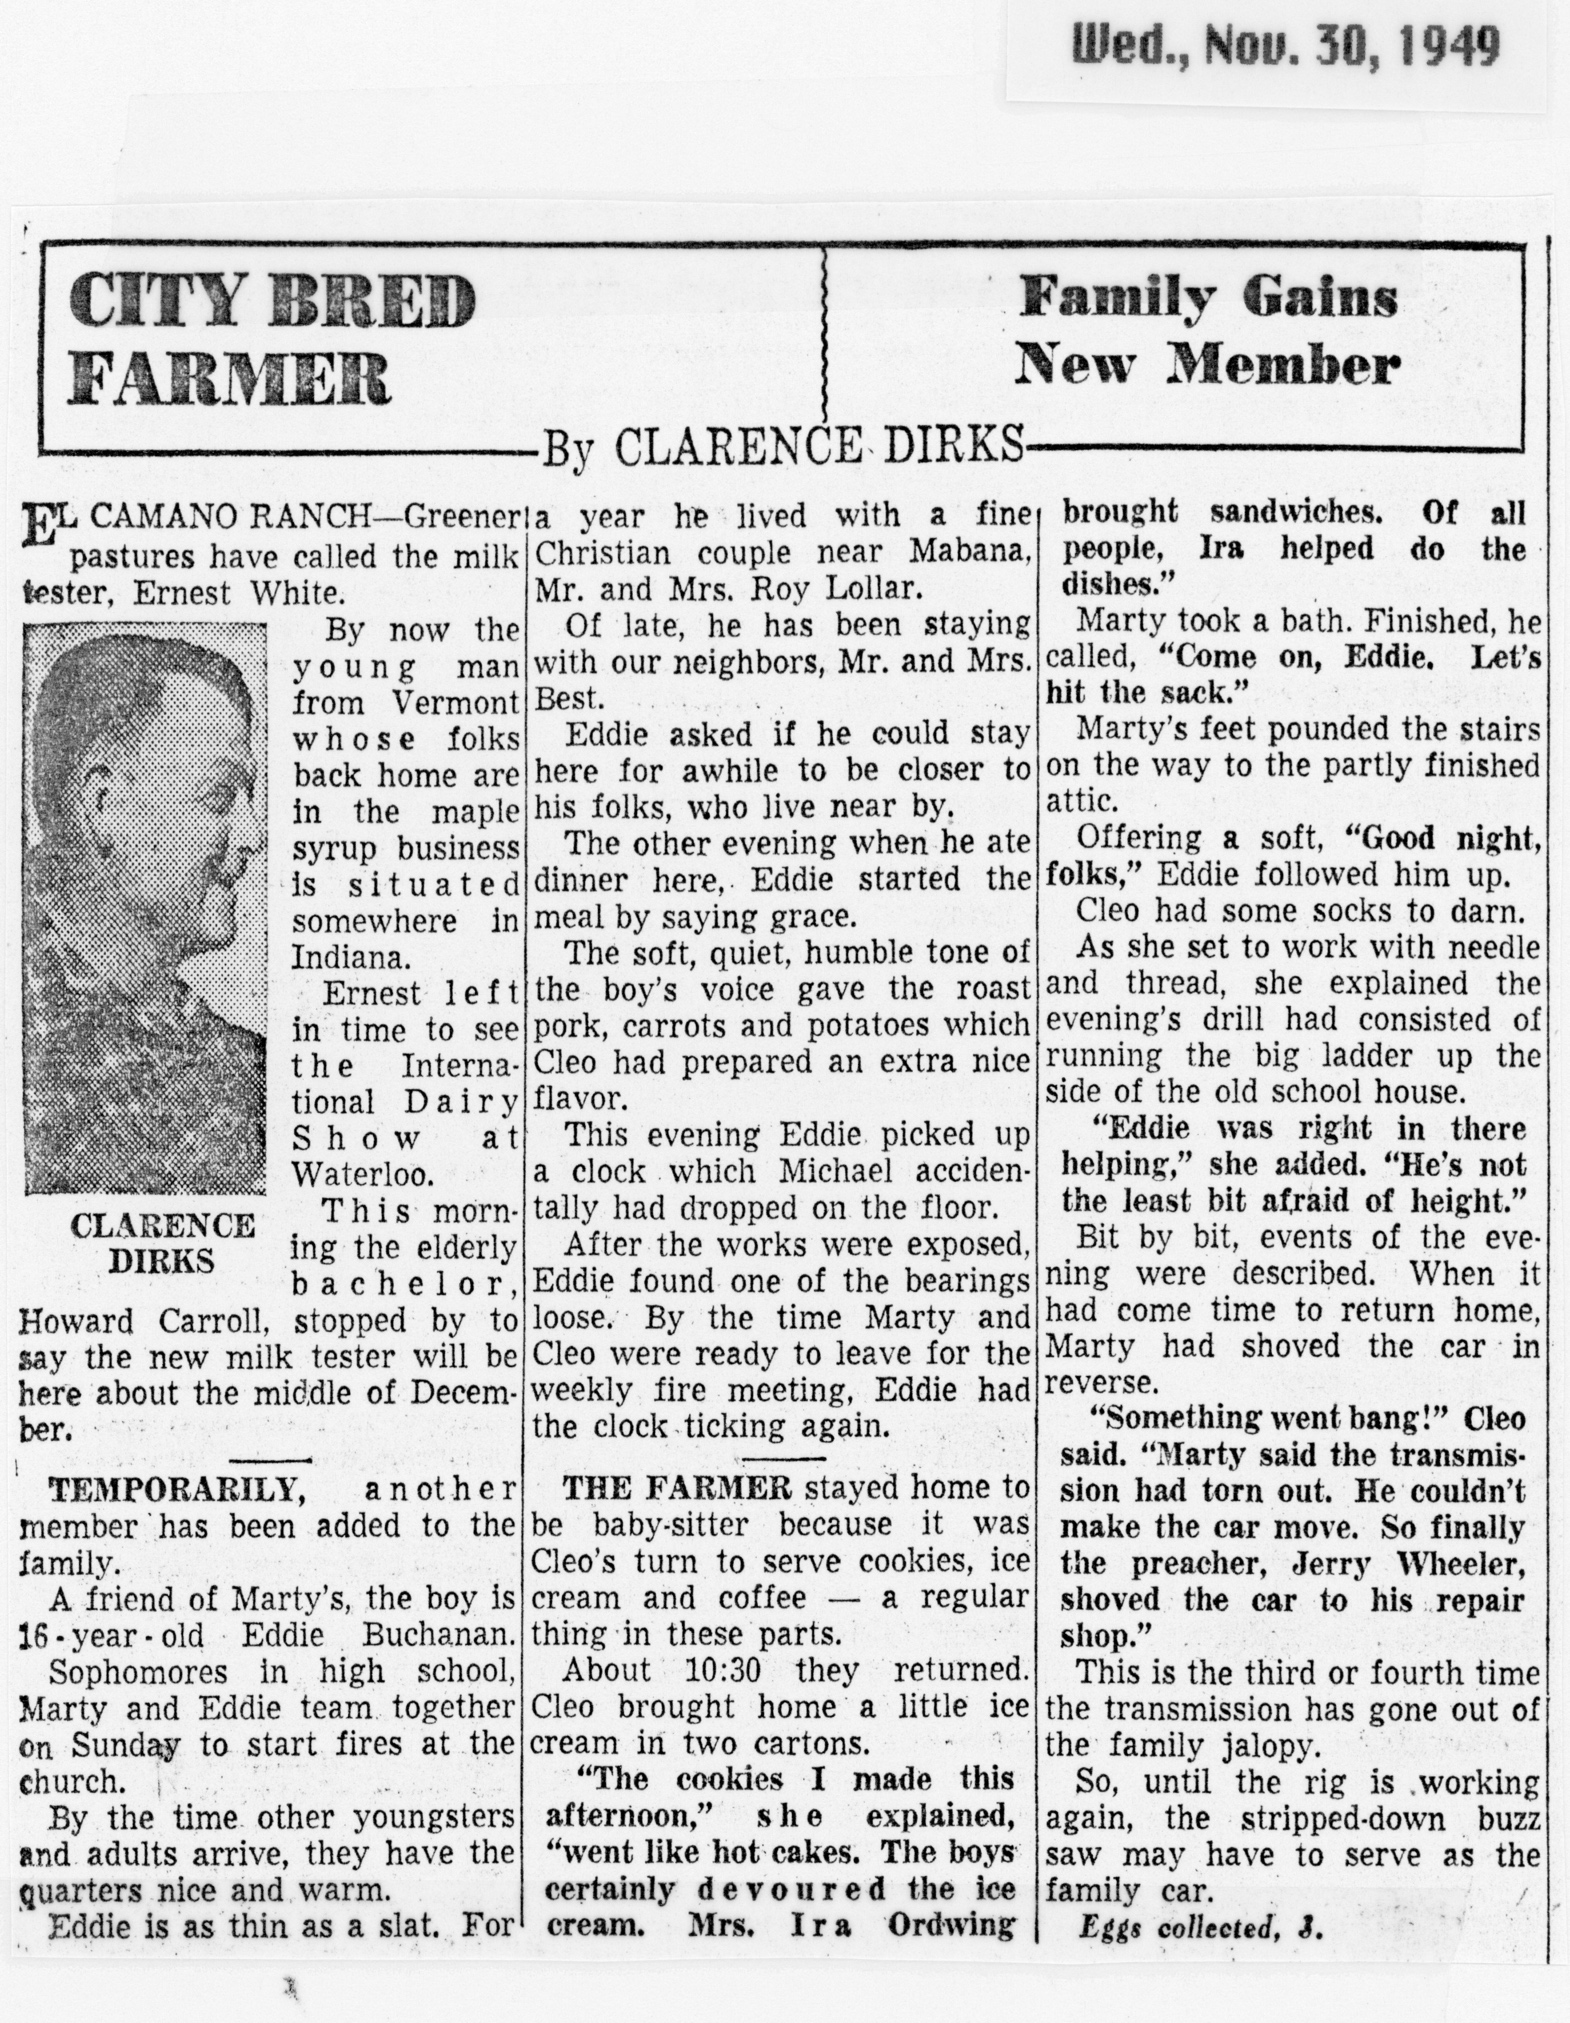 Wed., Nov. 30, 1949
CITY BRED
FARMER
Family Gains
New Member
By CLARENCE DIRKS
EL CAMANO RANCH—Greener
pastures have called the milk
tester, Ernest White.
By now the
young man
from Vermont
whose folks
back home are
in the maple
syrup business
is situated
somewhere in
Indiana.
Ernest left
in time to see
the Interna-
tional Dairy
Show at
Waterloo.
This morn-
ing the elderly
bachelor,
CLARENCE
DIRKS
Howard Carroll, stopped by to
say the new milk tester will be
here about the middle of Decem-
ber.
TEMPORARILY, another
member has been added to the
family.
A friend of Marty's, the boy is
16-year-old Eddie Buchanan.
Sophomores in high school,
Marty and Eddie team together
on Sunday to start fires at the
church.
By the time other youngsters
and adults arrive, they have the
quarters nice and warm.
Eddie is as thin as a slat. For
a year he lived with a fine
Christian couple near Mabana,
Mr. and Mrs. Roy Lollar.
Of late, he has been staying
with our neighbors, Mr. and Mrs.
Best.
Eddie asked if he could stay
here for awhile to be closer to
his folks, who live near by.
The other evening when he ate
dinner here, Eddie started the
meal by saying grace.
The soft, quiet, humble tone of
the boy's voice gave the roast
pork, carrots and potatoes which
Cleo had prepared an extra nice
flavor.
This evening Eddie picked up
a clock which Michael acciden-
tally had dropped on the floor.
After the works were exposed,
Eddie found one of the bearings
loose. By the time Marty and
Cleo were ready to leave for the
weekly fire meeting, Eddie had
the clock ticking again.
THE FARMER stayed home to
be baby-sitter because it was
Cleo's turn to serve cookies, ice
cream and coffee — a regular
thing in these parts.
About 10:30 they returned.
Cleo brought home a little ice
cream in two cartons.
"The cookies I made this
afternoon," she explained,
"went like hot cakes. The boys
certainly devoured the ice
cream. Mrs. Ira Ordwing
brought sandwiches. Of all
people, Ira helped do the
dishes."
Marty took a bath. Finished, he
called, "Come on, Eddie. Let's
hit the sack."
Marty's feet pounded the stairs
on the way to the partly finished
attic.
Offering a soft, "Good night,
folks," Eddie followed him up.
Cleo had some socks to darn.
As she set to work with needle
and thread, she explained the
evening's drill had consisted of
running the big ladder up the
side of the old school house.
"Eddie was right in there
helping," she added. "He's not
the least bit afraid of height."
Bit by bit, events of the eve-
ning were described. When it
had come time to return home,
Marty had shoved the car in
reverse.
"Something went bang!" Cleo
said. "Marty said the transmis-
sion had torn out. He couldn't
make the car move. So finally
the preacher, Jerry Wheeler,
shoved the car to his repair
shop."
This is the third or fourth time
the transmission has gone out of
the family jalopy.
So, until the rig is working
again, the stripped-down buzz
saw may have to serve as the
family car.
Eggs collected, 3.